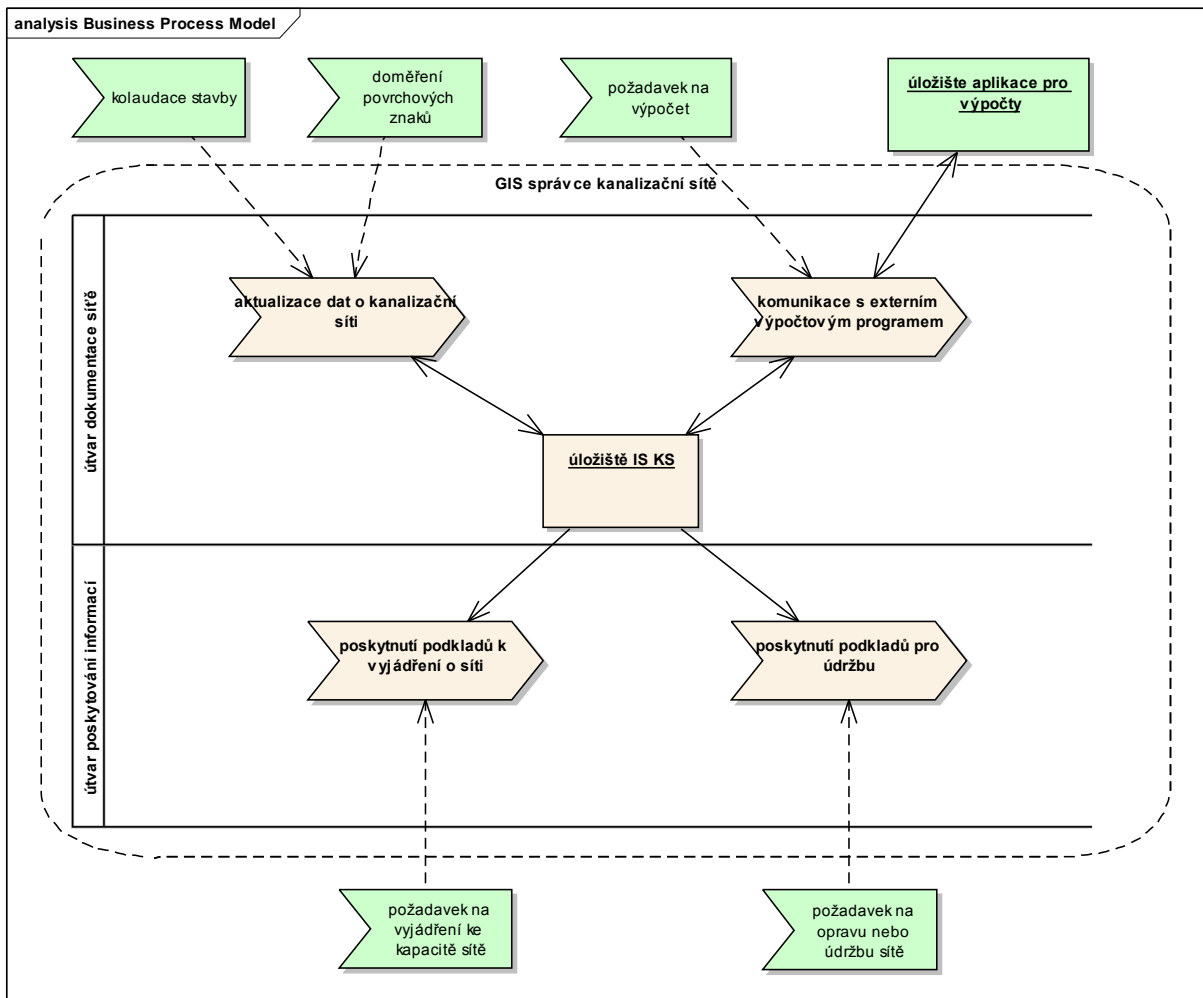 analysis Business Process Model
kolaudace stavby
doměření
povrchových
znaků
požadavek na
výpočet
úložište aplikace pro
výpočty
GIS správce kanalizační sítě
útvar dokumentace síťě
aktualizace dat o kanalizační
síti
komunikace s externím
výpočtovým programem
úložiště IS KS
útvar poskytování informací
poskytnutí podkladů k
vyjádření o síti
poskytnutí podkladů pro
údržbu
požadavek na
vyjádření ke
kapacitě sítě
požadavek na
opravu nebo
údržbu sítě